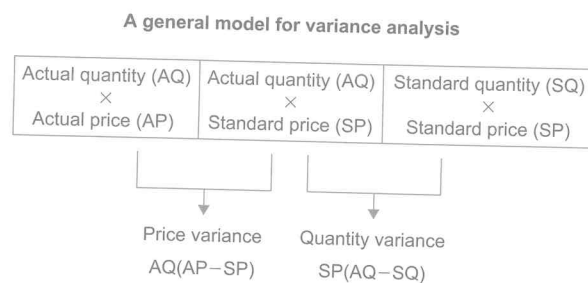 A general model for variance analysis
Actual quantity (AQ)
×
Actual price (AP)
Actual quantity (AQ)
×
Standard price (SP)
Standard quantity (SQ)
×
Standard price (SP)
Price variance
AQ(AP−SP)
Quantity variance
SP(AQ−SQ)